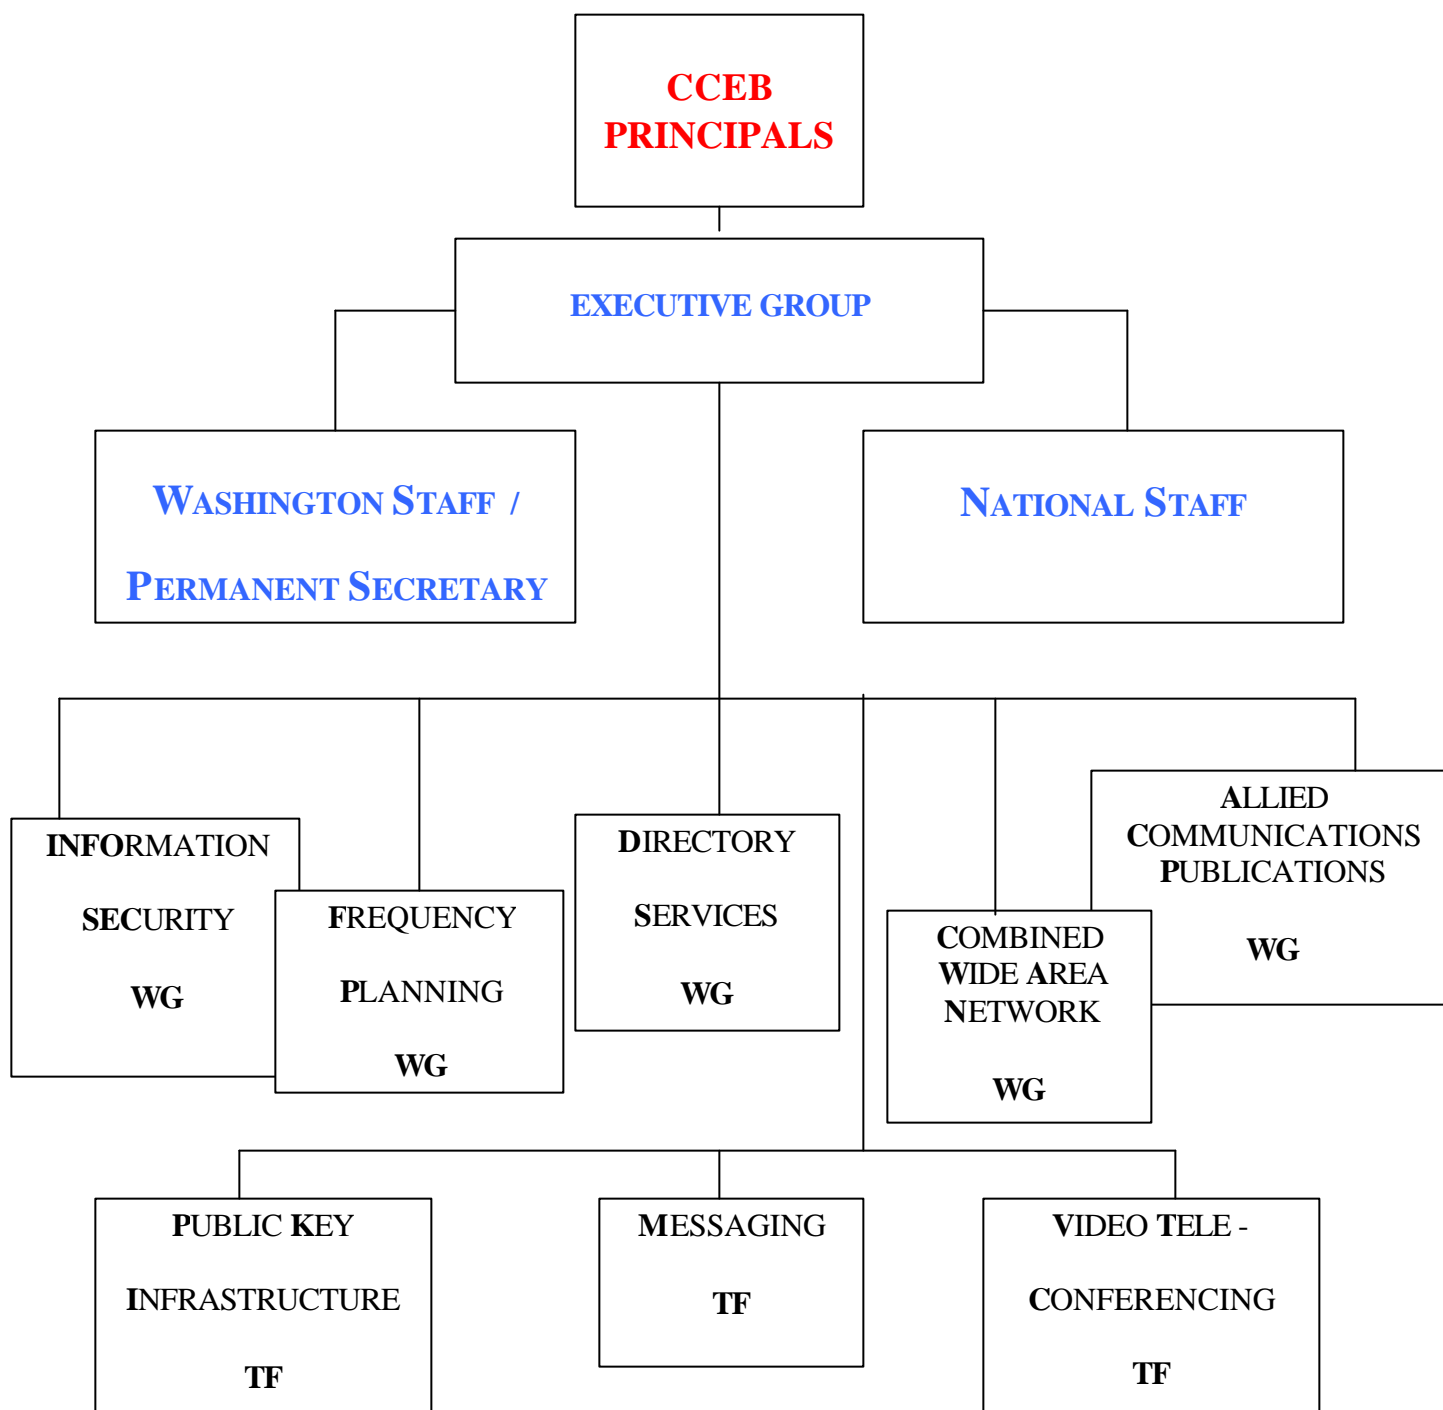 CCEB
PRINCIPALS
EXECUTIVE GROUP
WASHINGTON STAFF /
PERMANENT SECRETARY
NATIONAL STAFF
INFORMATION
SECURITY
WG
FREQUENCY
PLANNING
WG
DIRECTORY
SERVICES
WG
COMBINED
WIDE AREA
NETWORK
WG
ALLIED
COMMUNICATIONS
PUBLICATIONS
WG
PUBLIC KEY
INFRASTRUCTURE
TF
MESSAGING
TF
VIDEO TELE -
CONFERENCING
TF